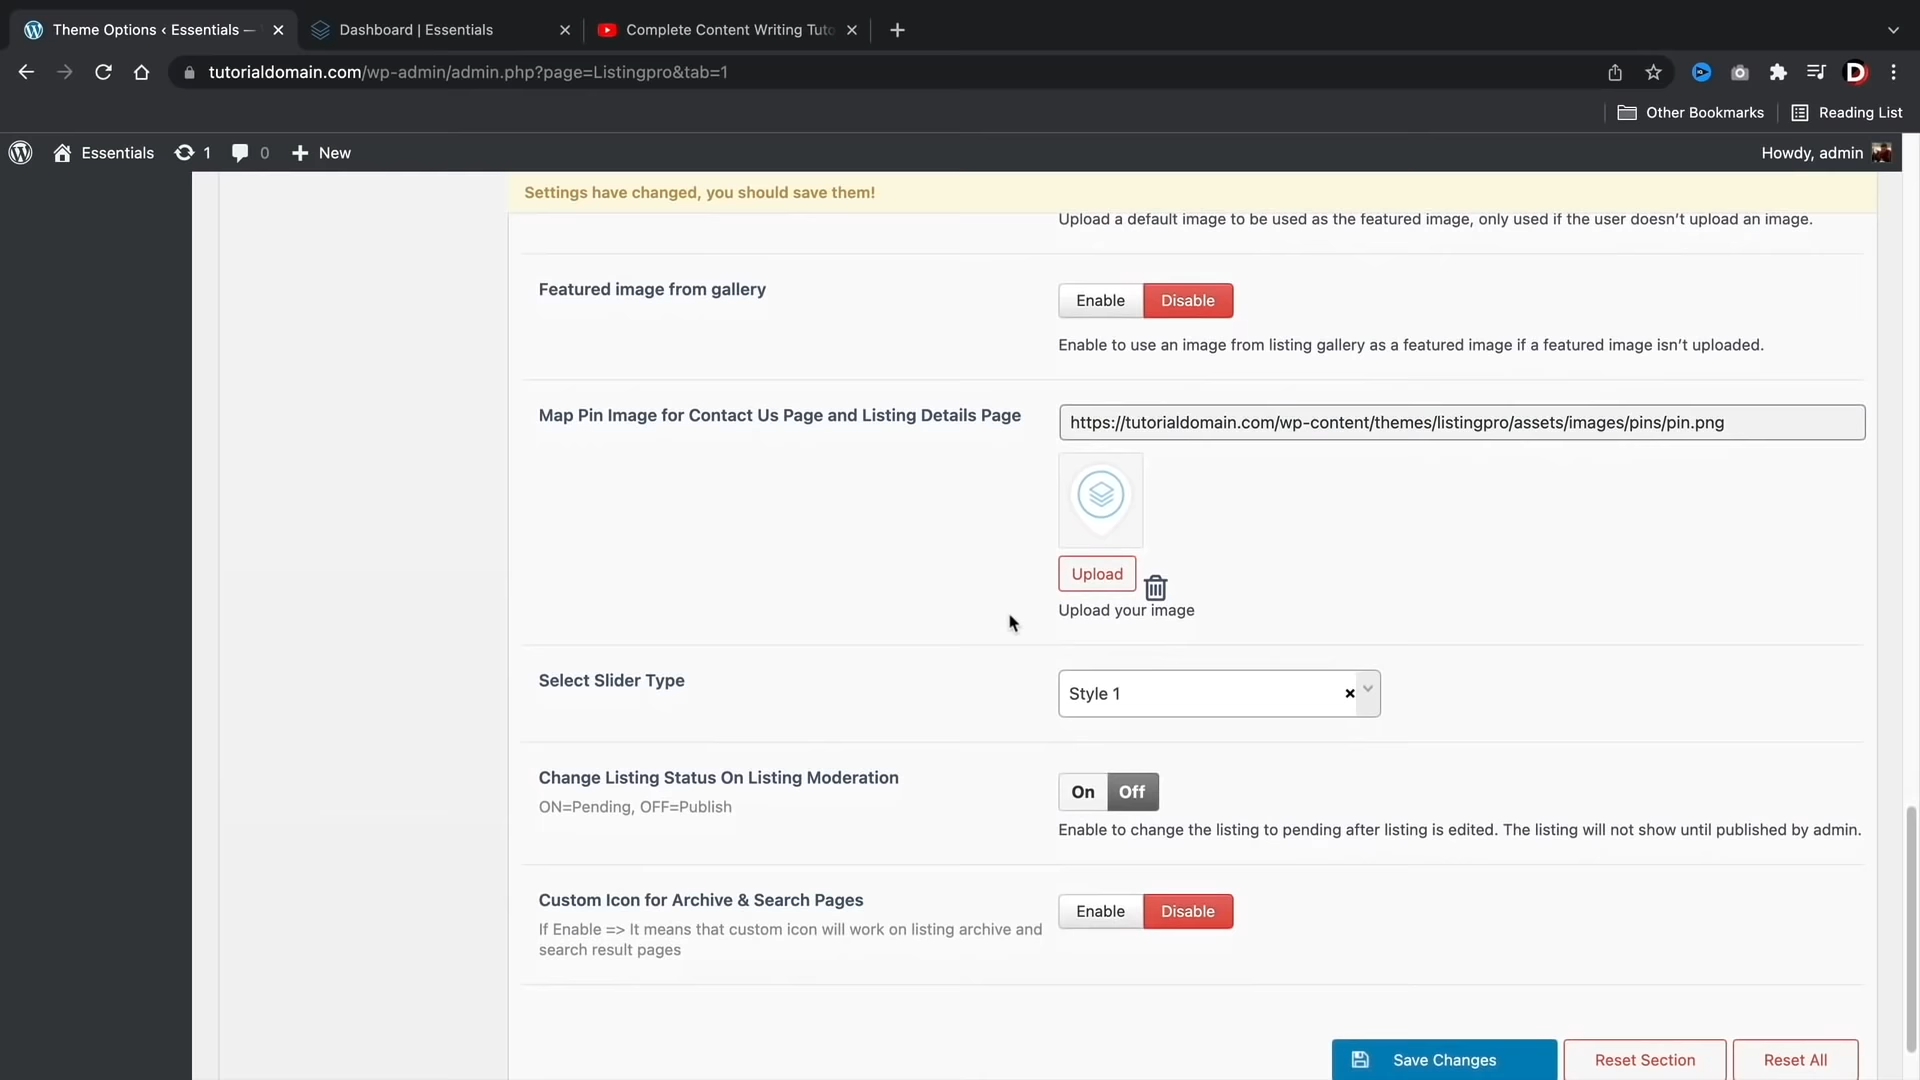 Theme Options ‹ Essentials —
Dashboard | Essentials
Complete Content Writing Tuto
tutorialdomain.com/wp-admin/admin.php?page=Listingpro&tab=1
Other Bookmarks
Reading List
Essentials
1
0
New
Howdy, admin
Settings have changed, you should save them!
Upload a default image to be used as the featured image, only used if the user doesn't upload an image.
Featured image from gallery
Enable
Disable
Enable to use an image from listing gallery as a featured image if a featured image isn't uploaded.
Map Pin Image for Contact Us Page and Listing Details Page
https://tutorialdomain.com/wp-content/themes/listingpro/assets/images/pins/pin.png
Upload
Upload your image
Select Slider Type
Style 1
Change Listing Status On Listing Moderation
ON=Pending, OFF=Publish
On
Off
Enable to change the listing to pending after listing is edited. The listing will not show until published by admin.
Custom Icon for Archive & Search Pages
If Enable => It means that custom icon will work on listing archive and
search result pages
Enable
Disable
Save Changes
Reset Section
Reset All